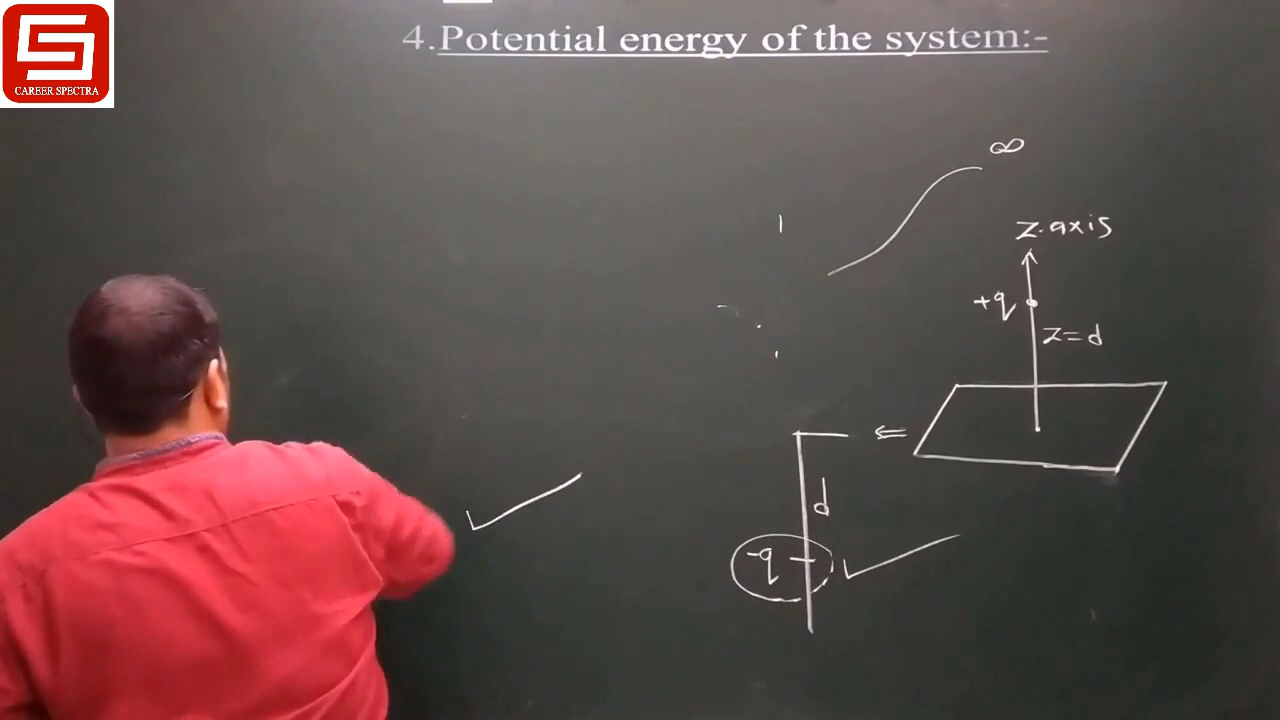 CAREER SPECTRA
4.Potential energy of the system:-
∞
z-axis
+q
z=d
⇐
d
-q